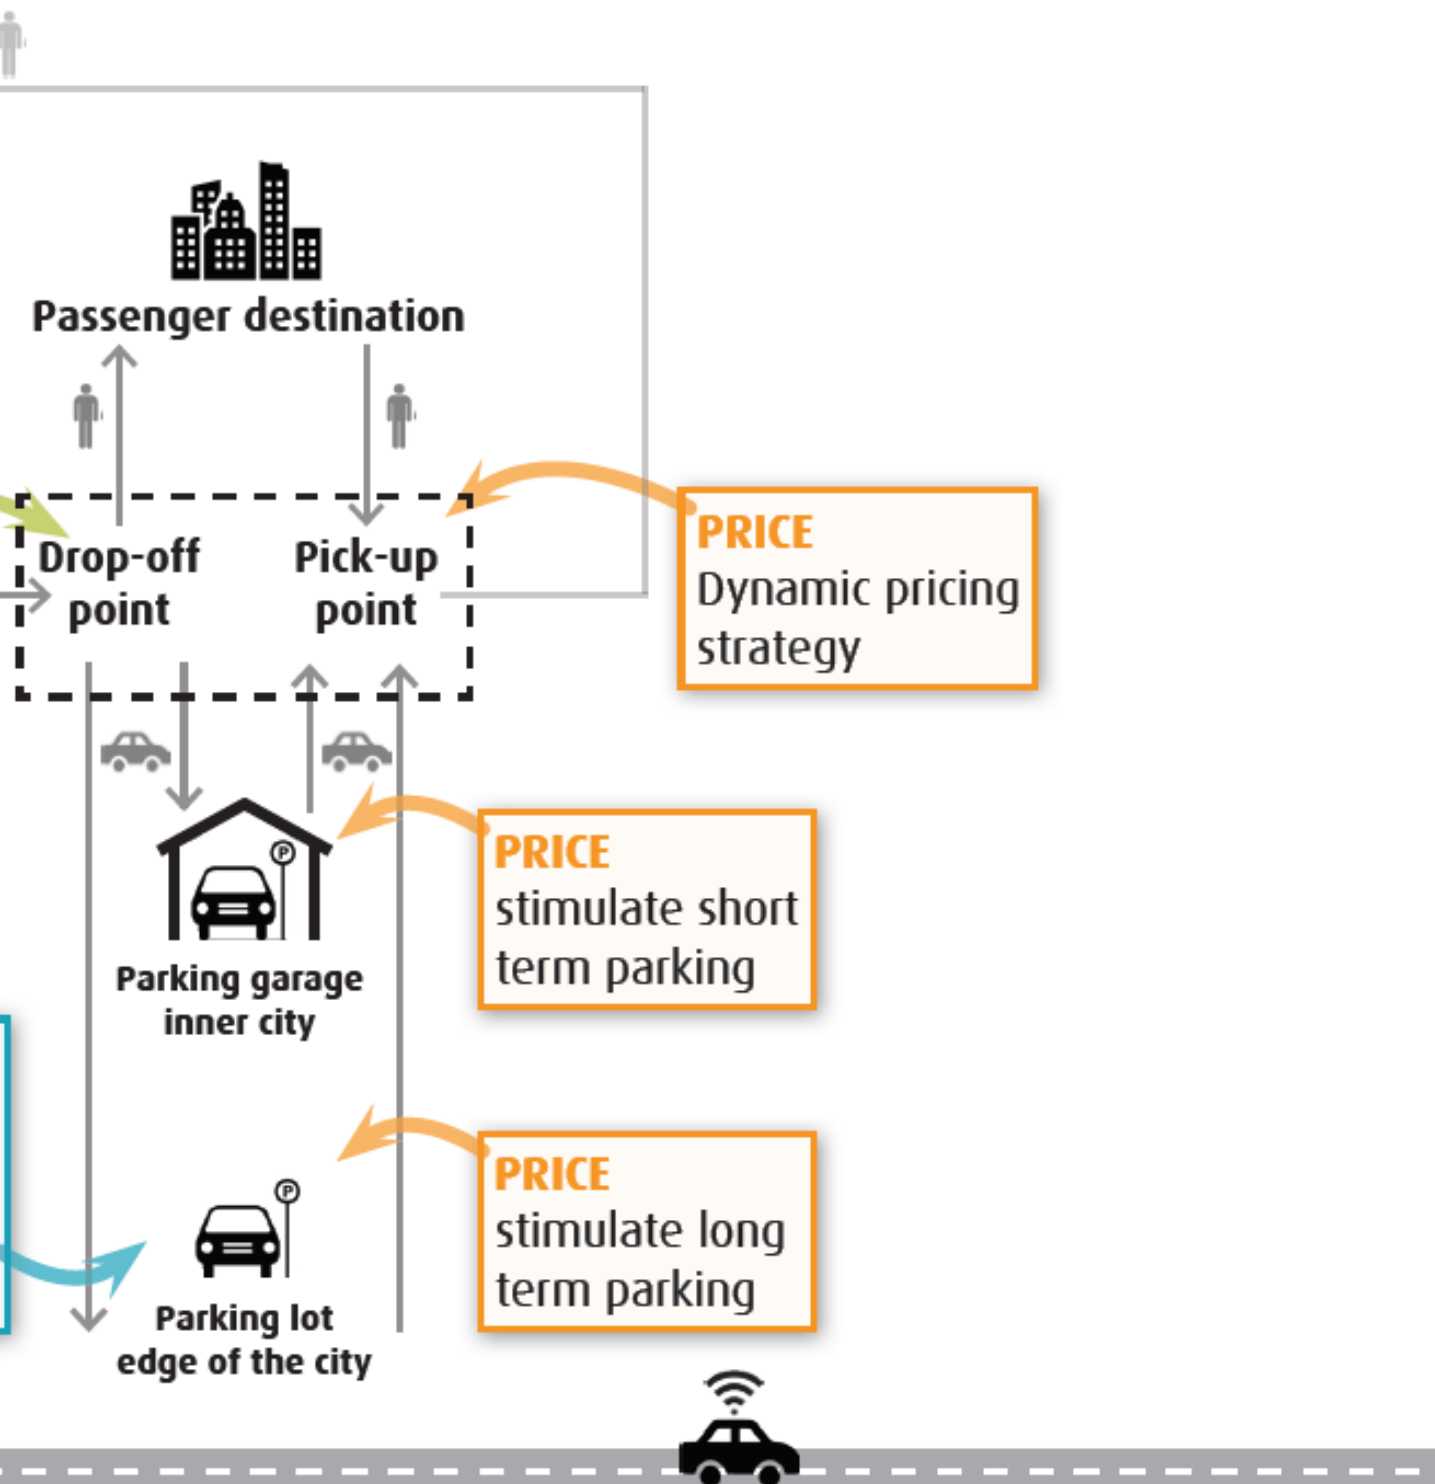 Passenger destination
Drop-off
point
Pick-up
point
PRICE
Dynamic pricing
strategy
P
Parking garage
inner city
PRICE
stimulate short
term parking
P
Parking lot
edge of the city
PRICE
stimulate long
term parking